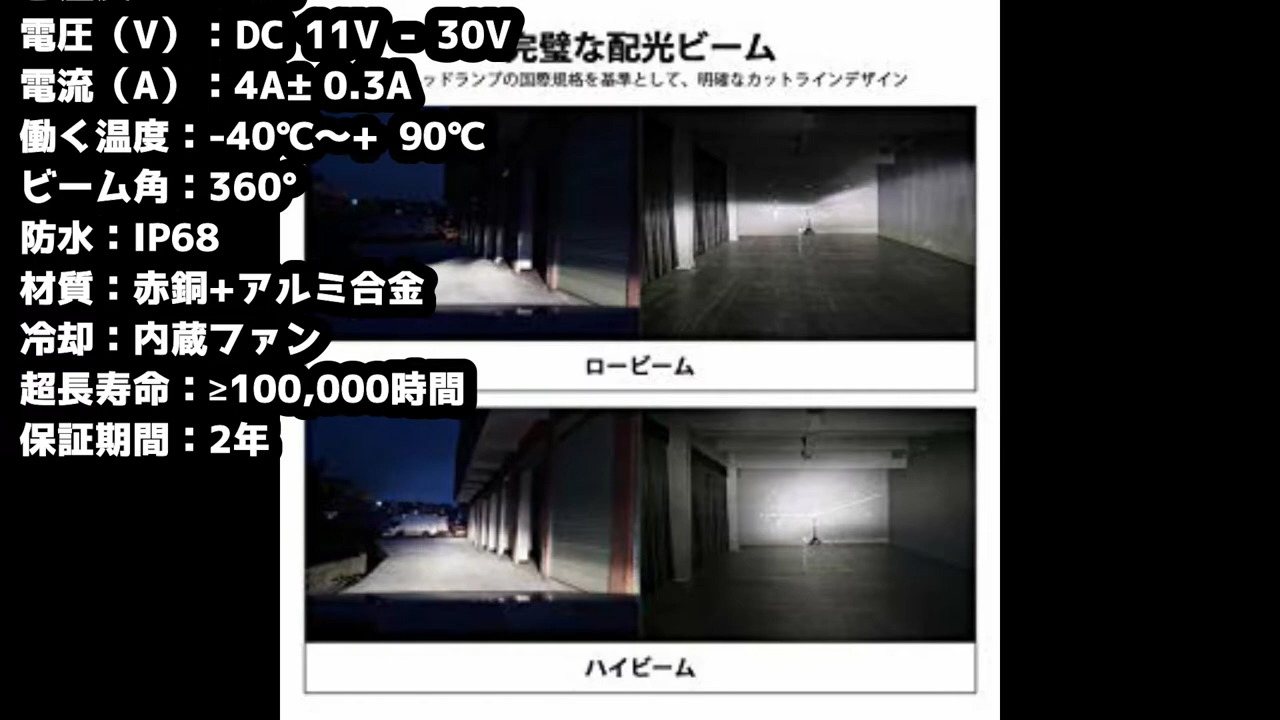 電圧（V）：DC 11V - 30V
電流（A）：4A± 0.3A
働く温度：-40℃～+ 90℃
ビーム角：360°
防水：IP68
材質：赤銅+アルミ合金
冷却：内蔵ファン
超長寿命：≥100,000時間
保証期間：2年
完璧な配光ビーム
ッドランプの国際規格を基準として、明確なカットラインデザイン
ロービーム
ハイビーム